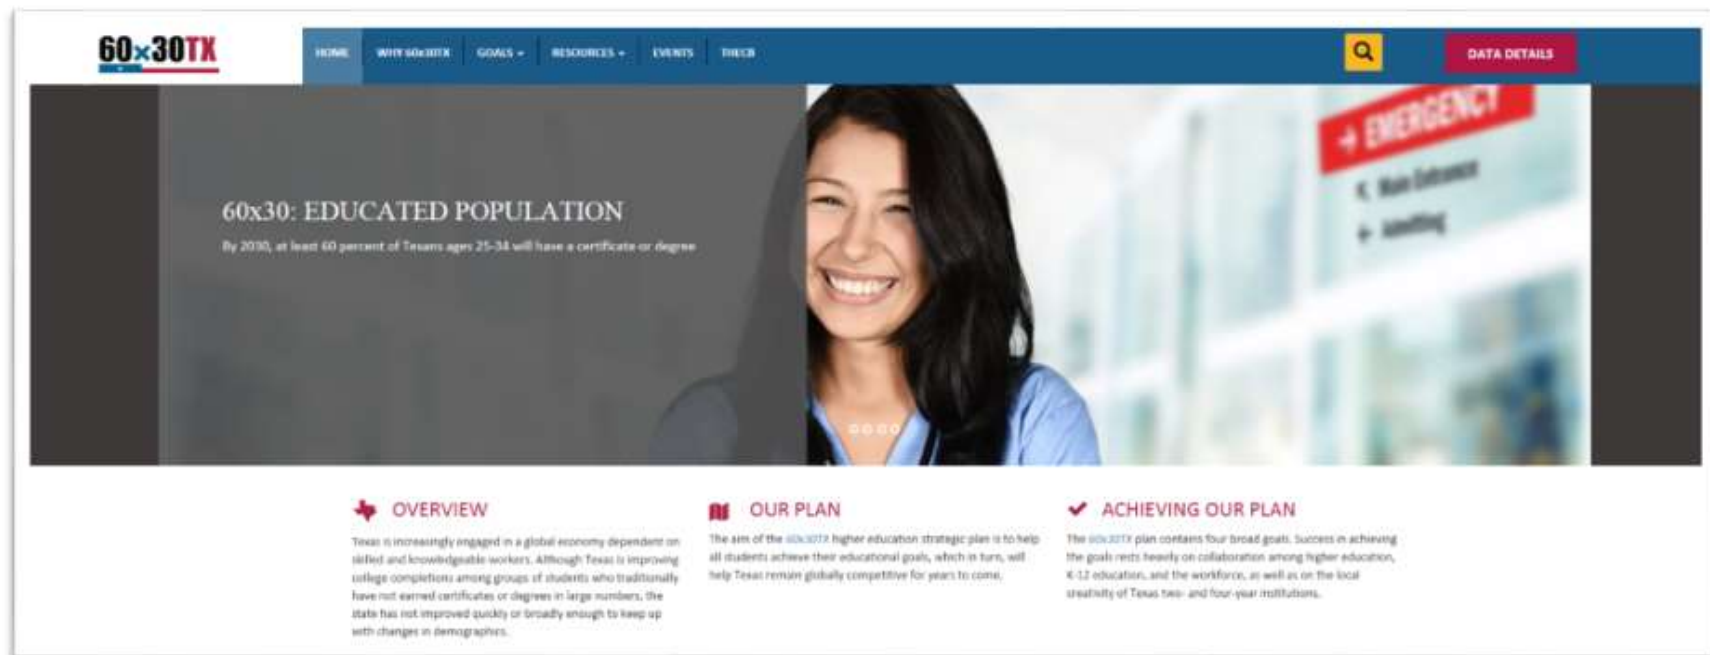 60x30TX
HOME WHY 60x30TX GOALS RESOURCES EVENTS THECB
DATA DETAILS
EMERGENCY
Main Entrance
Admitting
60x30: EDUCATED POPULATION
By 2030, at least 60 percent of Texans ages 25-34 will have a certificate or degree
OVERVIEW
Texas is increasingly engaged in a global economy dependent on
skilled and knowledgeable workers. Although Texas is improving
college completions among groups of students who traditionally
have not earned certificates or degrees in large numbers, the
state has not improved quickly or broadly enough to keep up
with changes in demographics.
OUR PLAN
The aim of the 60x30TX higher education strategic plan is to help
all students achieve their educational goals, which in turn, will
help Texas remain globally competitive for years to come.
ACHIEVING OUR PLAN
The 60x30TX plan contains four broad goals. Success in achieving
the goals rests heavily on collaboration among higher education,
K-12 education, and the workforce, as well as on the local
creativity of Texas two- and four-year institutions.